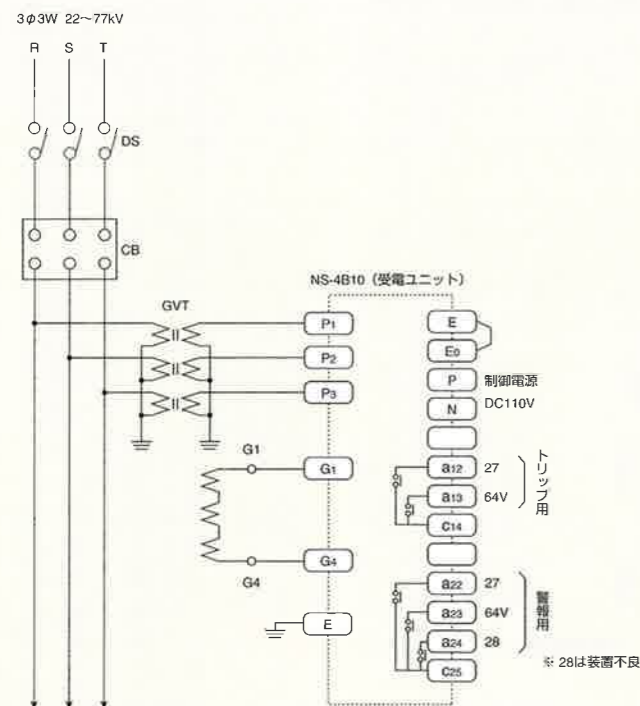 3φ3W 22〜77kV
R S T
DS
CB
NS-4B10(受電ユニット)
GVT
P1
P2
P3
G1
G1
G4
G4
E
E
E0
P 制御電源
N DC110V
a12 27
a13 64V
c14
トリップ用
a22 27
a23 64V
a24 28
c25
警報用
※ 28は装置不良